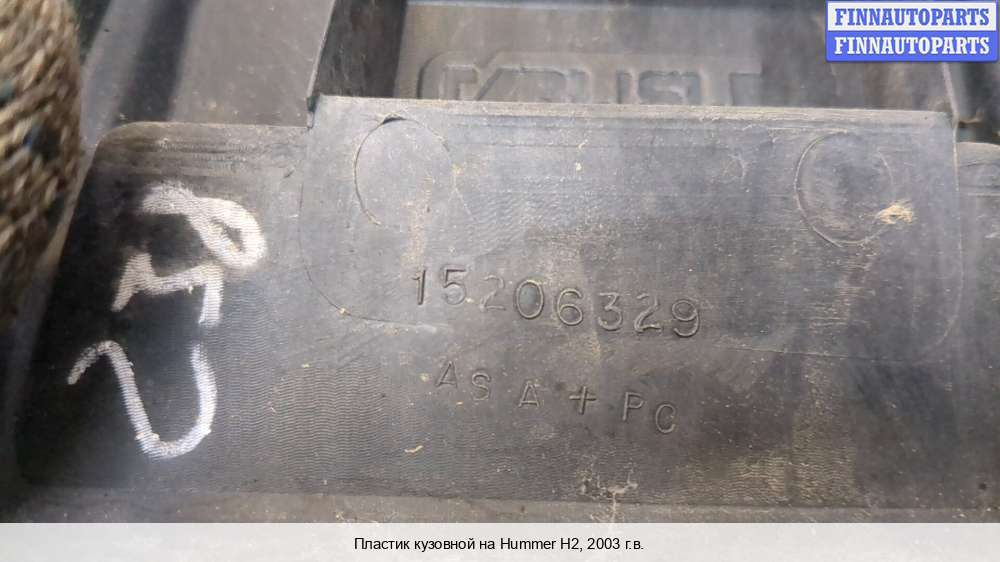 FINNAUTOPARTS
FINNAUTOPARTS
15206329
ASA+PC
Пластик кузовной на Hummer H2, 2003 г.в.